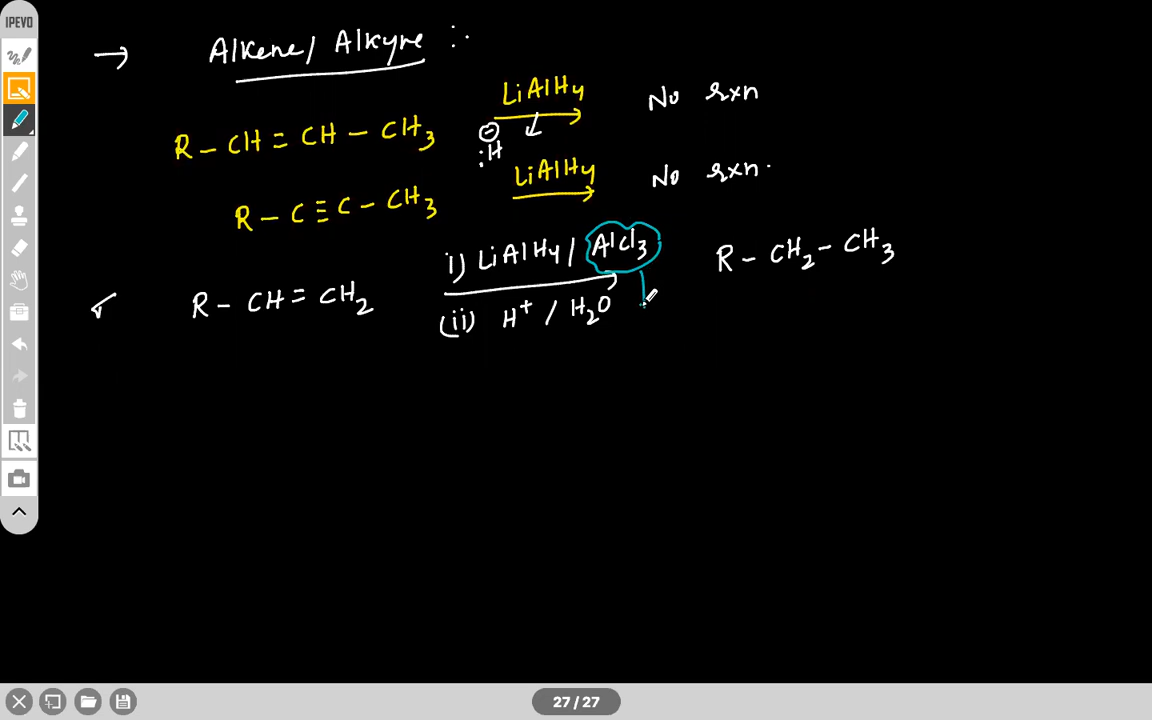 IPEVO
→ Alkene/ Alkyne :.
R – CH = CH – CH3 LiAlH4 → No rxn
⊖ :H
R – C ≡ C – CH3 LiAlH4 → No rxn.
R – CH = CH2 i) LiAlH4 / AlCl3 → R – CH2 – CH3
(ii) H+ / H2O
27 / 27